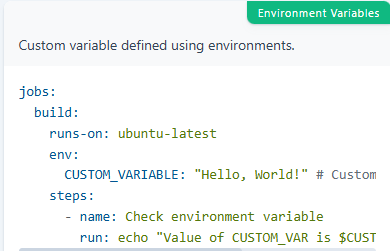 Environment Variables
Custom variable defined using environments.
jobs:
  build:
    runs-on: ubuntu-latest
    env:
      CUSTOM_VARIABLE: "Hello, World!" # Custom
    steps:
      - name: Check environment variable
        run: echo "Value of CUSTOM_VAR is $CUST